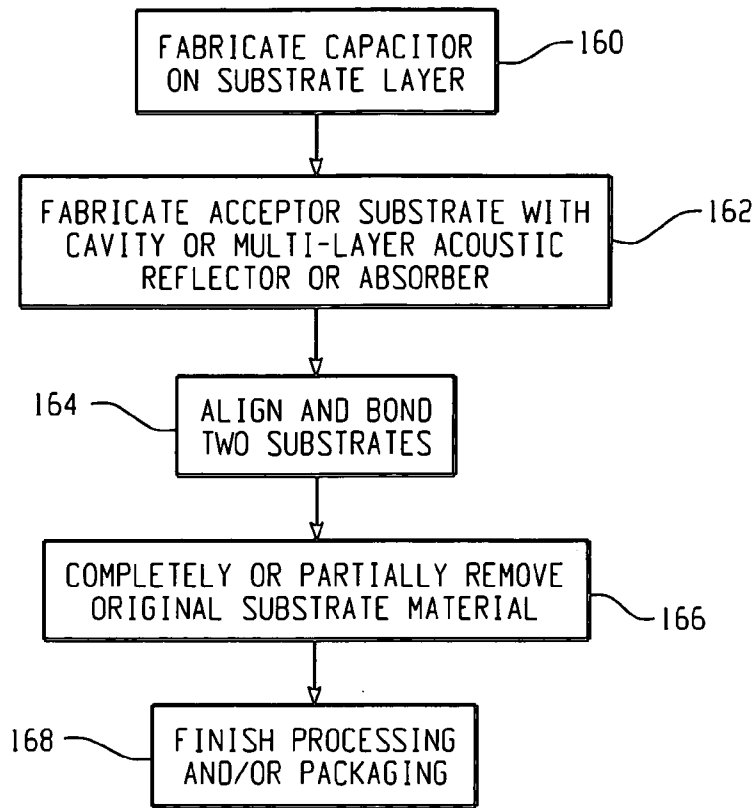 FABRICATE CAPACITOR
ON SUBSTRATE LAYER
160
FABRICATE ACCEPTOR SUBSTRATE WITH
CAVITY OR MULTI-LAYER ACOUSTIC
REFLECTOR OR ABSORBER
162
164
ALIGN AND BOND
TWO SUBSTRATES
COMPLETELY OR PARTIALLY REMOVE
ORIGINAL SUBSTRATE MATERIAL
166
168
FINISH PROCESSING
AND/OR PACKAGING